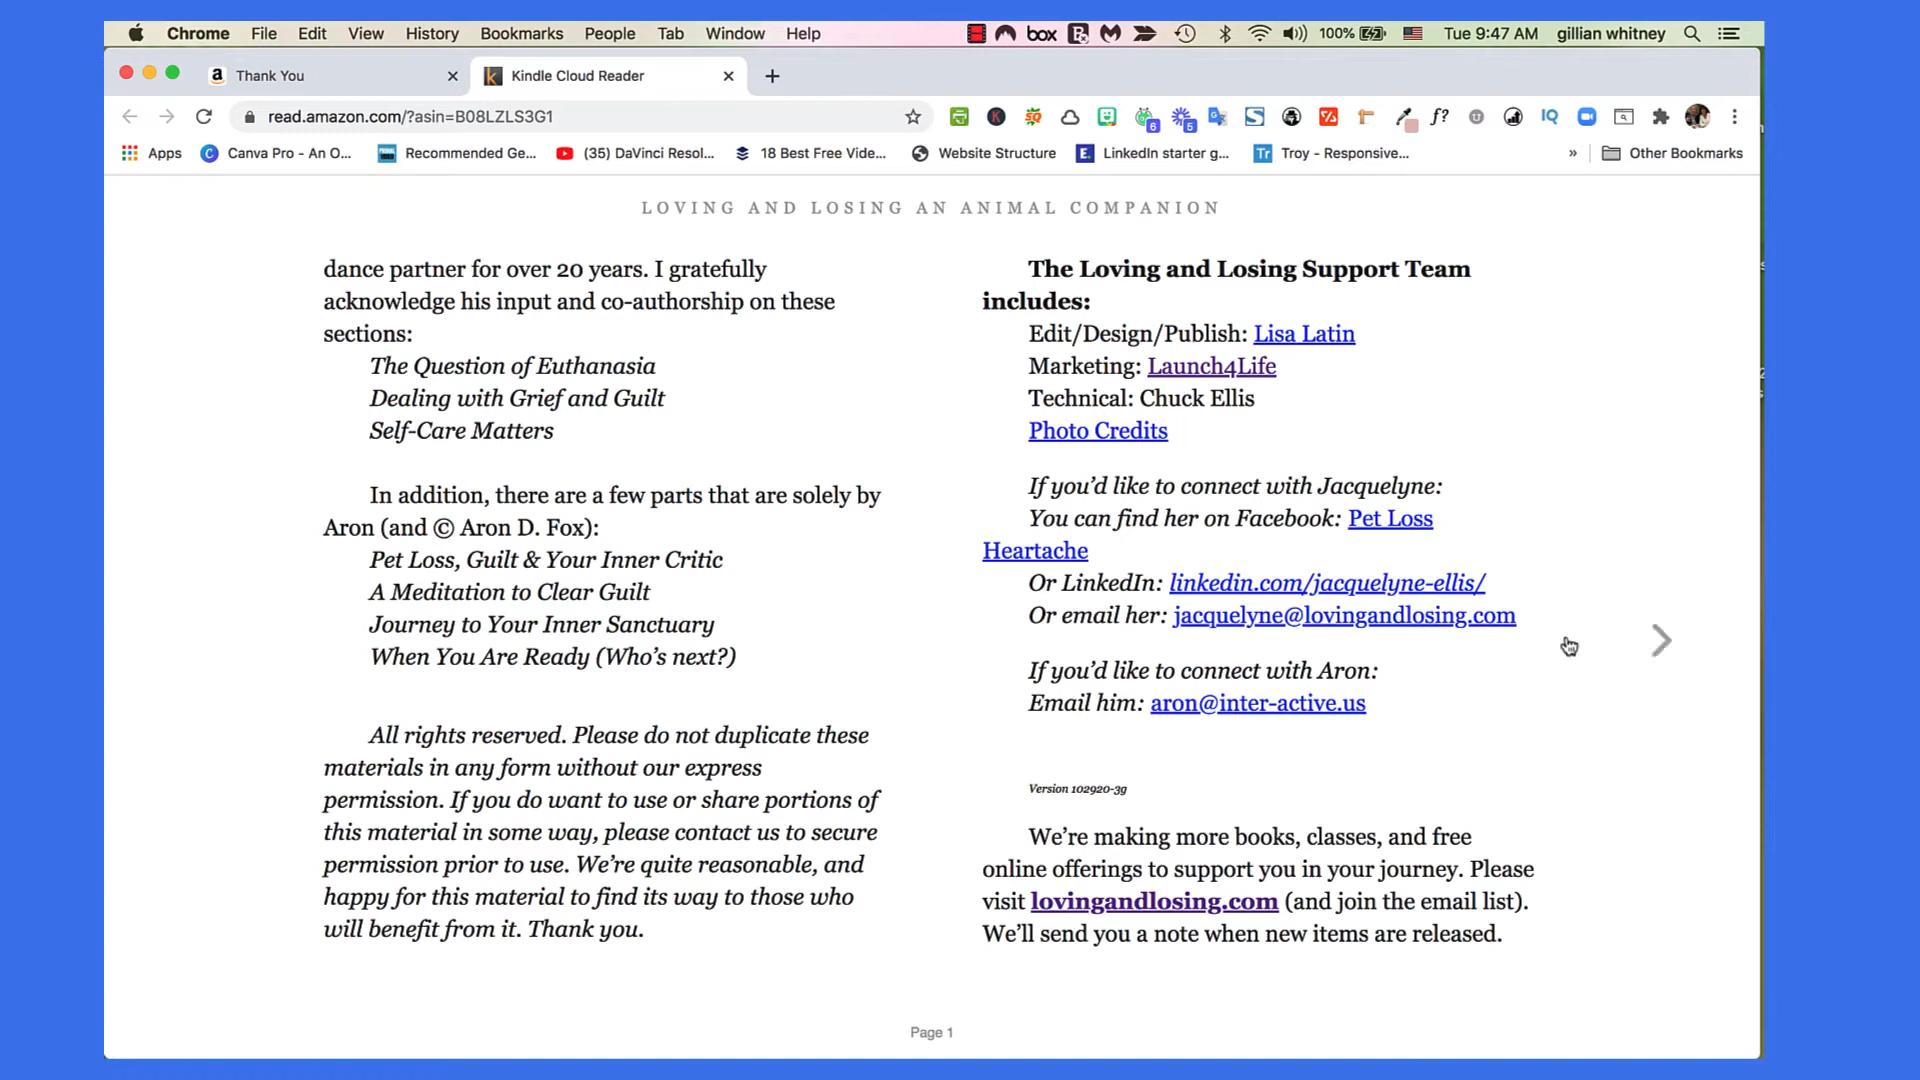 Chrome File Edit View History Bookmarks People Tab Window Help box 100% Tue 9:47 AM gillian whitney
Thank You Kindle Cloud Reader
read.amazon.com/?asin=B08LZLS3G1
Apps Canva Pro - An O... Recommended Ge... (35) DaVinci Resol... 18 Best Free Vide... Website Structure LinkedIn starter g... Troy - Responsive... » Other Bookmarks
LOVING AND LOSING AN ANIMAL COMPANION
dance partner for over 20 years. I gratefully
acknowledge his input and co-authorship on these
sections:
The Question of Euthanasia
Dealing with Grief and Guilt
Self-Care Matters
In addition, there are a few parts that are solely by
Aron (and © Aron D. Fox):
Pet Loss, Guilt & Your Inner Critic
A Meditation to Clear Guilt
Journey to Your Inner Sanctuary
When You Are Ready (Who's next?)
All rights reserved. Please do not duplicate these
materials in any form without our express
permission. If you do want to use or share portions of
this material in some way, please contact us to secure
permission prior to use. We're quite reasonable, and
happy for this material to find its way to those who
will benefit from it. Thank you.
The Loving and Losing Support Team
includes:
Edit/Design/Publish: Lisa Latin
Marketing: Launch4Life
Technical: Chuck Ellis
Photo Credits
If you'd like to connect with Jacquelyne:
You can find her on Facebook: Pet Loss
Heartache
Or LinkedIn: linkedin.com/jacquelyne-ellis/
Or email her: jacquelyne@lovingandlosing.com
If you'd like to connect with Aron:
Email him: aron@inter-active.us
Version 102920-3g
We're making more books, classes, and free
online offerings to support you in your journey. Please
visit lovingandlosing.com (and join the email list).
We'll send you a note when new items are released.
Page 1